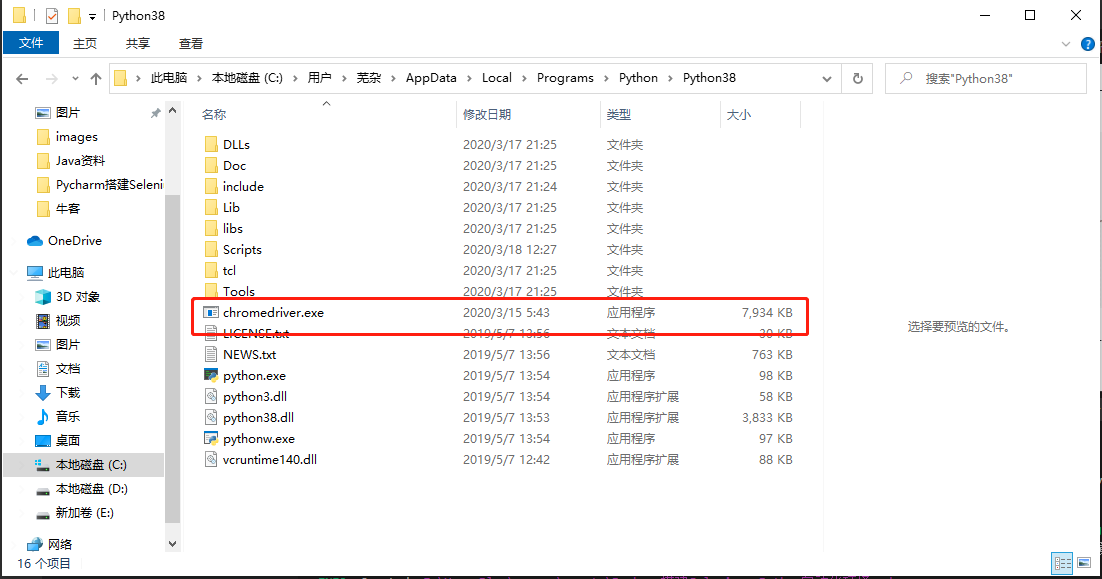 Python38
文件 主页 共享 查看
此电脑 本地磁盘 (C:) 用户 芜杂 AppData Local Programs Python Python38 搜索"Python38"
图片
images
Java资料
Pycharm搭建Seleni
牛客
OneDrive
此电脑
3D 对象
视频
图片
文档
下载
音乐
桌面
本地磁盘 (C:)
本地磁盘 (D:)
新加卷 (E:)
网络
名称 修改日期 类型 大小
DLLs 2020/3/17 21:25 文件夹
Doc 2020/3/17 21:25 文件夹
include 2020/3/17 21:24 文件夹
Lib 2020/3/17 21:25 文件夹
libs 2020/3/17 21:25 文件夹
Scripts 2020/3/18 12:27 文件夹
tcl 2020/3/17 21:25 文件夹
Tools 2020/3/17 21:25 文件夹
chromedriver.exe 2020/3/15 5:43 应用程序 7,934 KB
LICENSE.txt 2019/5/7 13:56 文本文档 30 KB
NEWS.txt 2019/5/7 13:56 文本文档 763 KB
python.exe 2019/5/7 13:54 应用程序 98 KB
python3.dll 2019/5/7 13:54 应用程序扩展 58 KB
python38.dll 2019/5/7 13:53 应用程序扩展 3,833 KB
pythonw.exe 2019/5/7 13:54 应用程序 97 KB
vcruntime140.dll 2019/5/7 12:42 应用程序扩展 88 KB
选择要预览的文件。
16 个项目